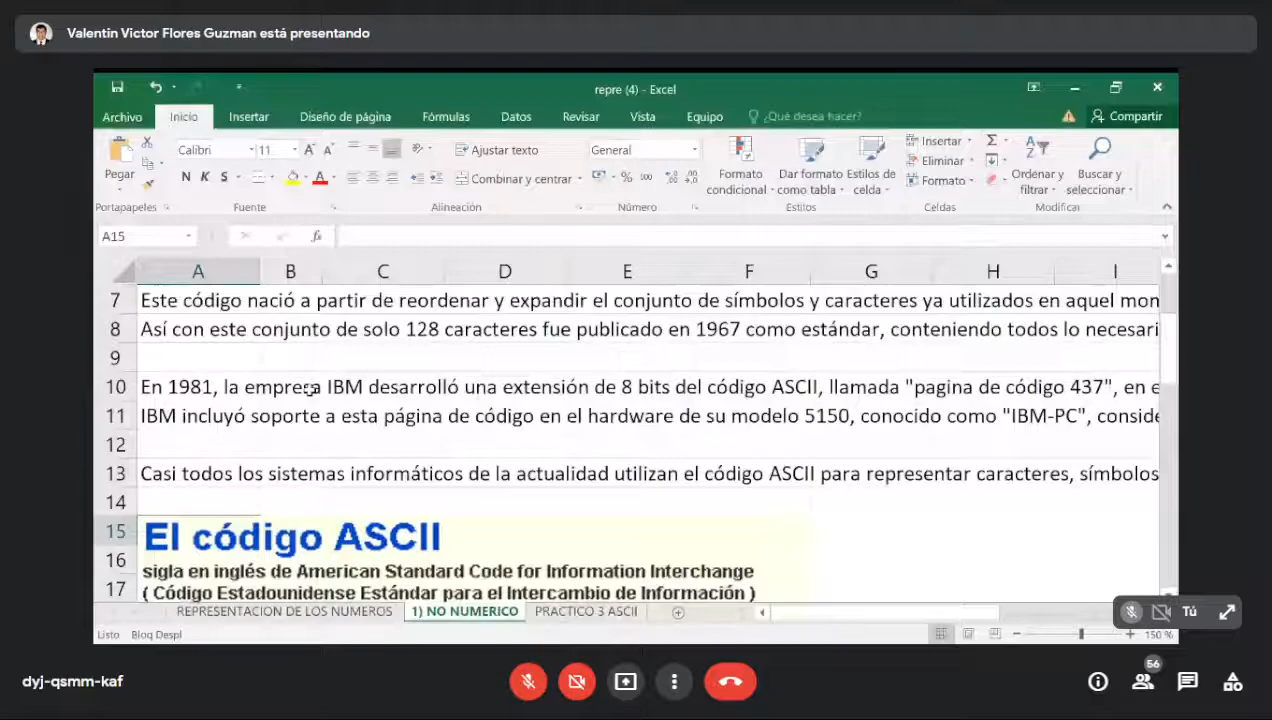 Valentin Victor Flores Guzman está presentando
repre (4) - Excel
Archivo Inicio Insertar Diseño de página Fórmulas Datos Revisar Vista Equipo ¿Qué desea hacer? Compartir
Pegar
Calibri 11
N K S
Ajustar texto
Combinar y centrar
General
% 000
Formato condicional
Dar formato como tabla
Estilos de celda
Insertar
Eliminar
Formato
Ordenar y filtrar
Buscar y seleccionar
Portapapeles Fuente Alineación Número Estilos Celdas Modificar
A15 fx
A B C D E F G H I
7 Este código nació a partir de reordenar y expandir el conjunto de símbolos y caracteres ya utilizados en aquel mon
8 Así con este conjunto de solo 128 caracteres fue publicado en 1967 como estándar, conteniendo todos lo necesari
9
10 En 1981, la empresa IBM desarrolló una extensión de 8 bits del código ASCII, llamada "pagina de código 437", en e
11 IBM incluyó soporte a esta página de código en el hardware de su modelo 5150, conocido como "IBM-PC", conside
12
13 Casi todos los sistemas informáticos de la actualidad utilizan el código ASCII para representar caracteres, símbolos
14
15 El código ASCII
16 sigla en inglés de American Standard Code for Information Interchange
17 ( Código Estadounidense Estándar para el Intercambio de Información )
REPRESENTACION DE LOS NUMEROS 1) NO NUMERICO PRACTICO 3 ASCII
Tú
Listo Bloq Despl 150 %
dyj-qsmm-kaf
56